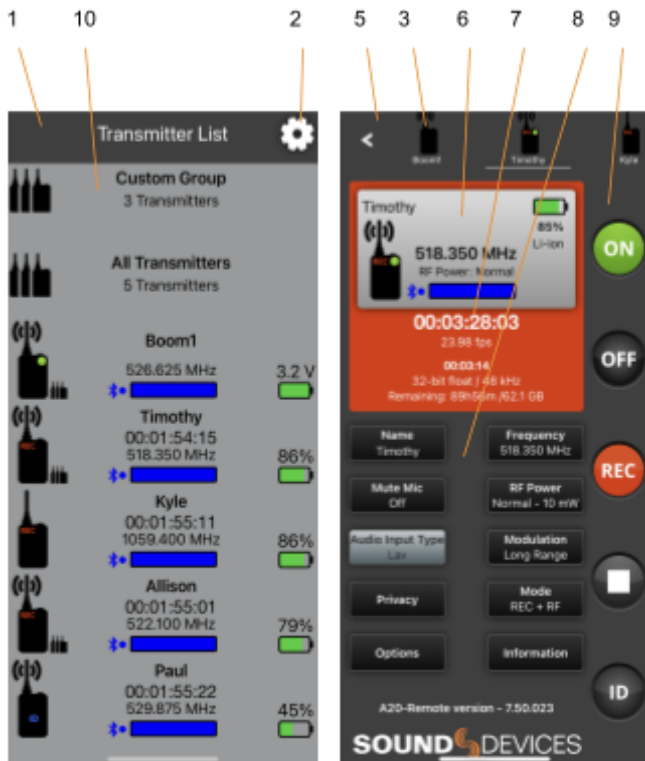 1
10
2
5
3
6
7
8
9
Transmitter List
Custom Group
3 Transmitters
All Transmitters
5 Transmitters
Boom1
526.625 MHz
3.2 V
Timothy
00:01:54:15
518.350 MHz
86%
REC
Kyle
00:01:55:11
1059.400 MHz
86%
REC
Allison
00:01:55:01
522.100 MHz
79%
REC
Paul
00:01:55:22
529.875 MHz
45%
ID
<
Boom1
Timothy
Kyle
Timothy
85%
Li-ion
REC
518.350 MHz
RF Power: Normal
00:03:28:03
23.98 fps
00:03:14
32-bit float / 48 kHz
Remaining: 89h56m /62.1 GB
ON
OFF
REC
ID
Name
Timothy
Frequency
518.350 MHz
Mute Mic
Off
RF Power
Normal - 10 mW
Audio Input Type
Lav
Modulation
Long Range
Privacy
Mode
REC + RF
Options
Information
A20-Remote version - 7.50.023
SOUND DEVICES